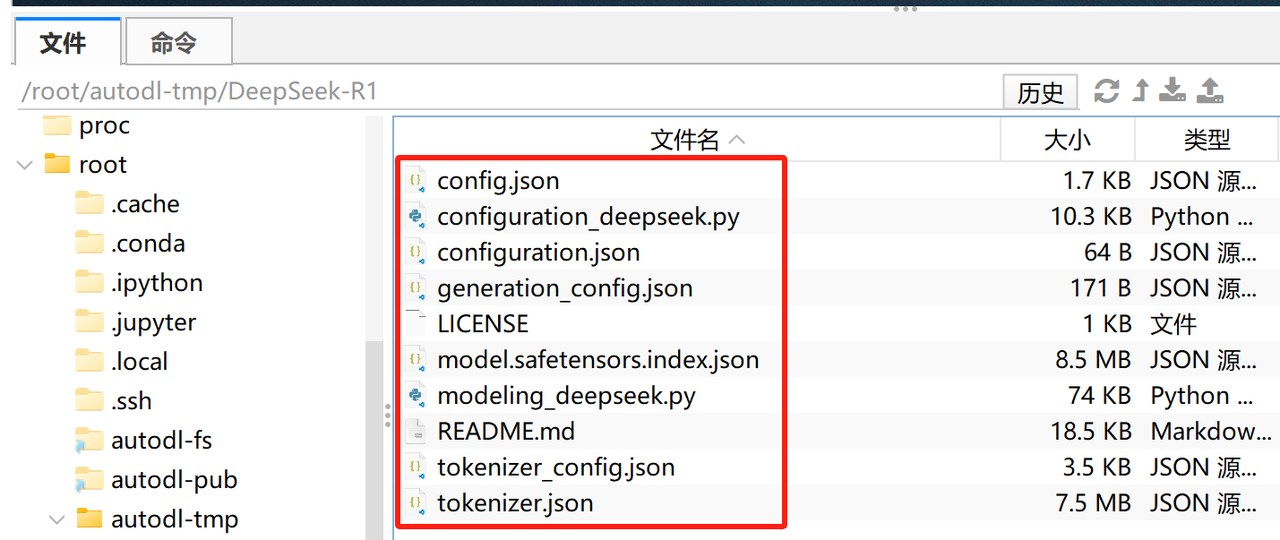 文件 命令
/root/autodl-tmp/DeepSeek-R1 历史
proc
root
.cache
.conda
.ipython
.jupyter
.local
.ssh
autodl-fs
autodl-pub
autodl-tmp
文件名 大小 类型
config.json 1.7 KB JSON 源...
configuration_deepseek.py 10.3 KB Python ...
configuration.json 64 B JSON 源...
generation_config.json 171 B JSON 源...
LICENSE 1 KB 文件
model.safetensors.index.json 8.5 MB JSON 源...
modeling_deepseek.py 74 KB Python ...
README.md 18.5 KB Markdow...
tokenizer_config.json 3.5 KB JSON 源...
tokenizer.json 7.5 MB JSON 源...